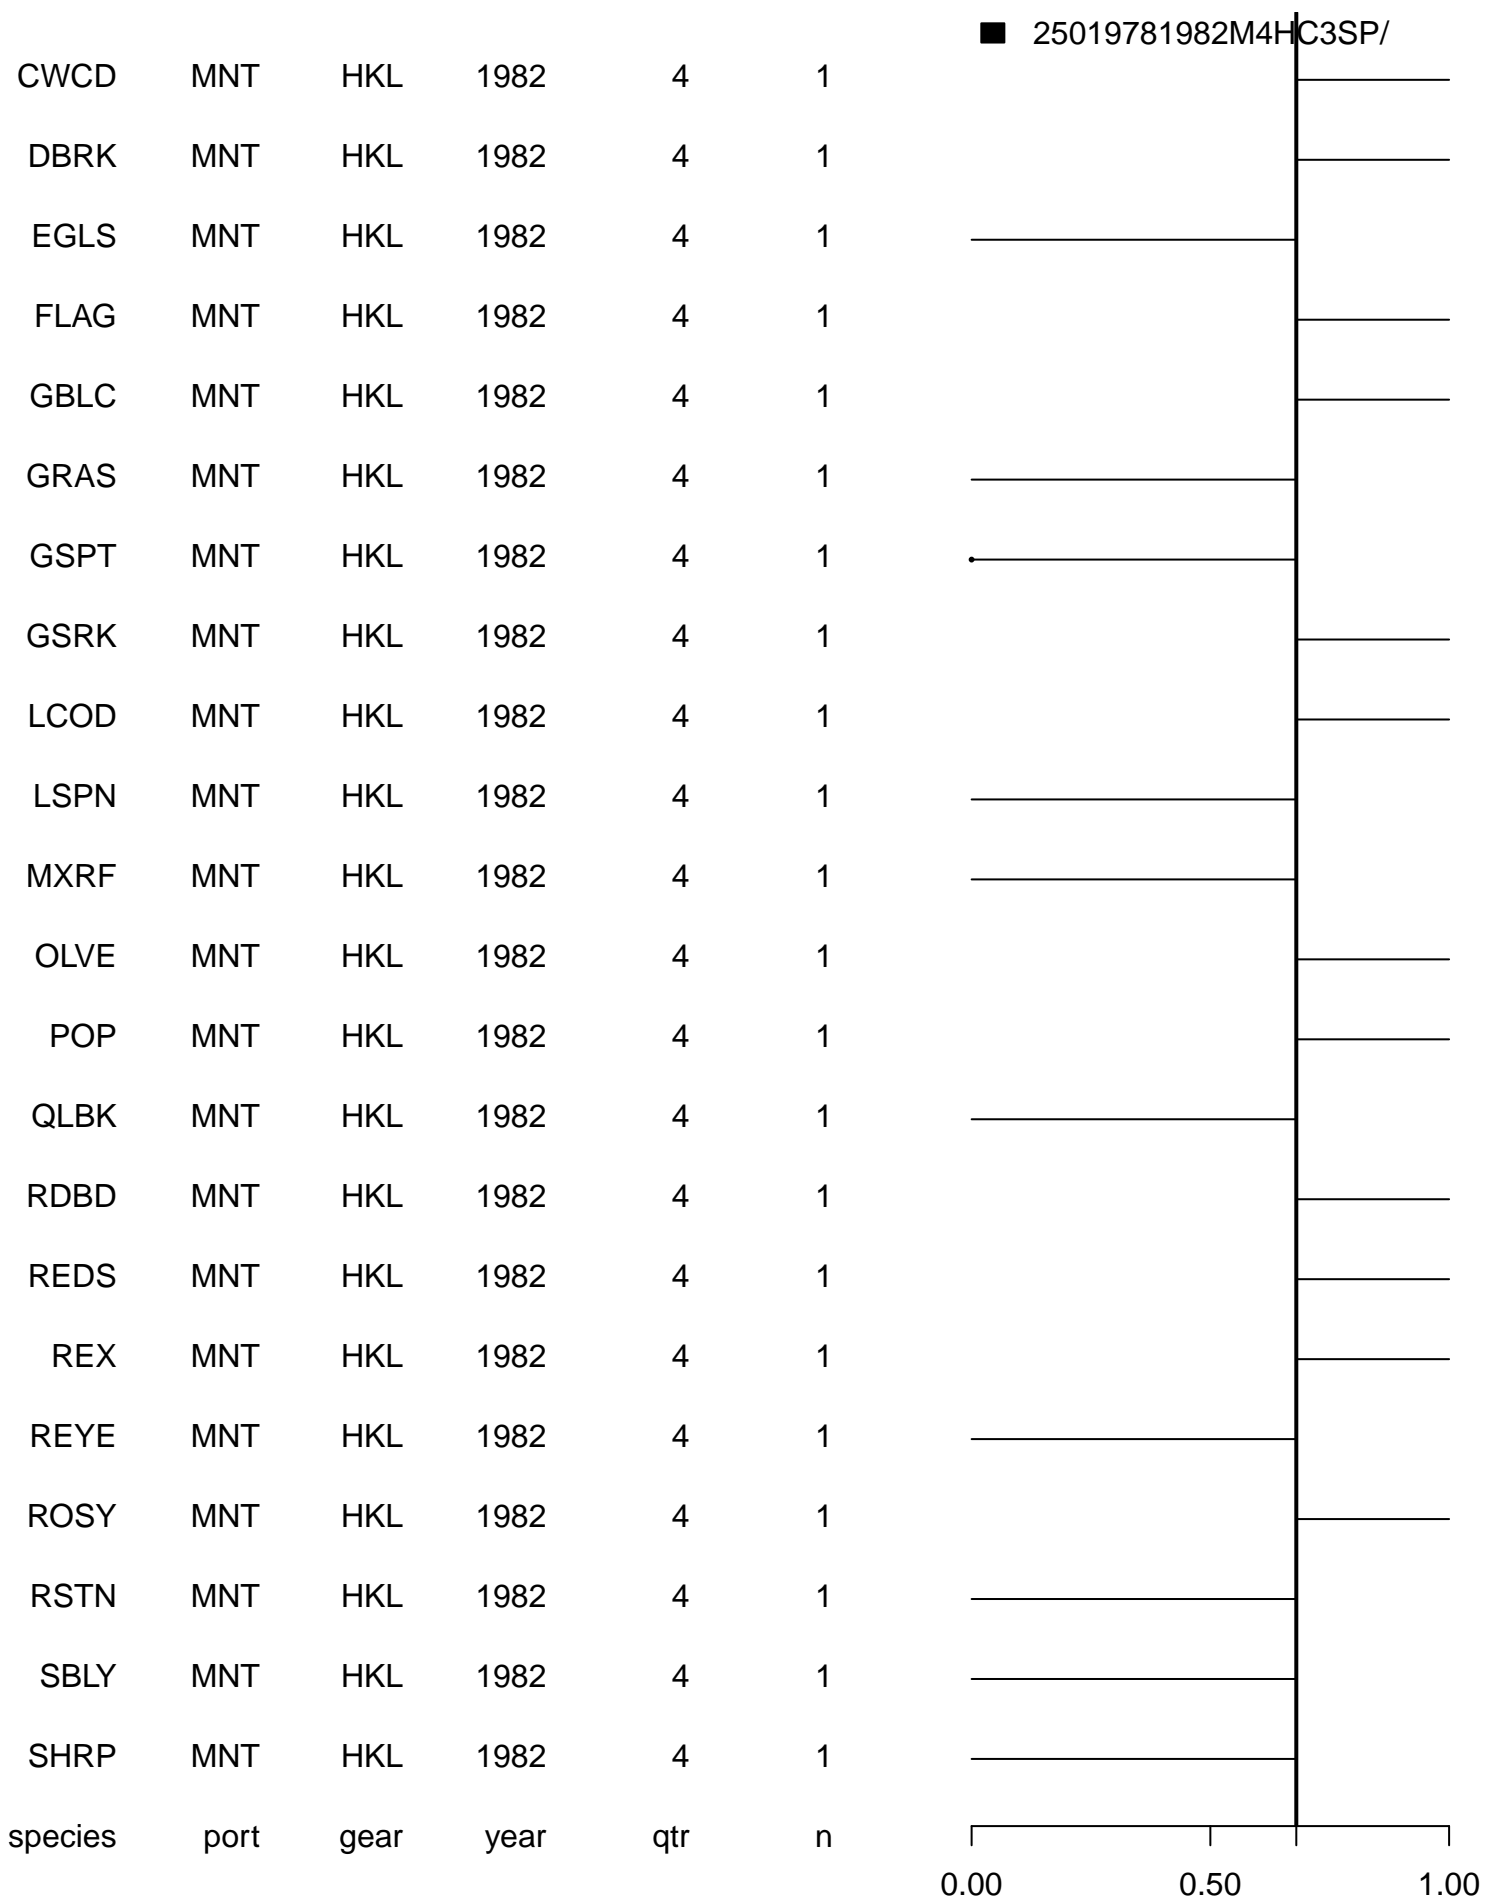 25019781982M4HC3SP/
CWCD MNT HKL 1982 4 1
DBRK MNT HKL 1982 4 1
EGLS MNT HKL 1982 4 1
FLAG MNT HKL 1982 4 1
GBLC MNT HKL 1982 4 1
GRAS MNT HKL 1982 4 1
GSPT MNT HKL 1982 4 1
GSRK MNT HKL 1982 4 1
LCOD MNT HKL 1982 4 1
LSPN MNT HKL 1982 4 1
MXRF MNT HKL 1982 4 1
OLVE MNT HKL 1982 4 1
POP MNT HKL 1982 4 1
QLBK MNT HKL 1982 4 1
RDBD MNT HKL 1982 4 1
REDS MNT HKL 1982 4 1
REX MNT HKL 1982 4 1
REYE MNT HKL 1982 4 1
ROSY MNT HKL 1982 4 1
RSTN MNT HKL 1982 4 1
SBLY MNT HKL 1982 4 1
SHRP MNT HKL 1982 4 1
species port gear year qtr n
0.00 0.50 1.00